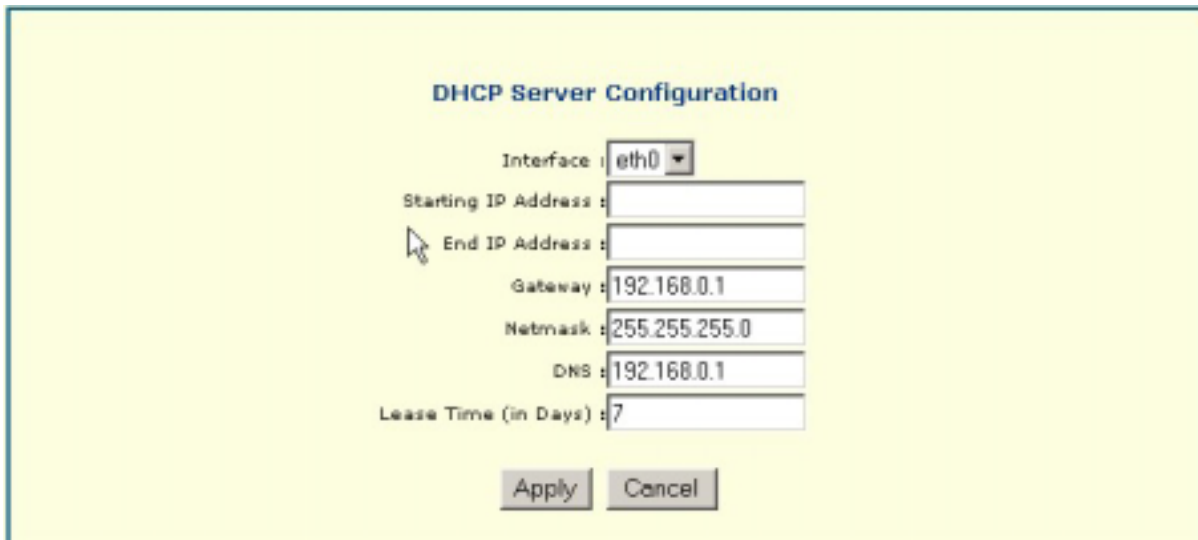 DHCP Server Configuration
Interface : eth0
Starting IP Address :
End IP Address :
Gateway : 192.168.0.1
Netmask : 255.255.255.0
DNS : 192.168.0.1
Lease Time (in Days) : 7
Apply Cancel